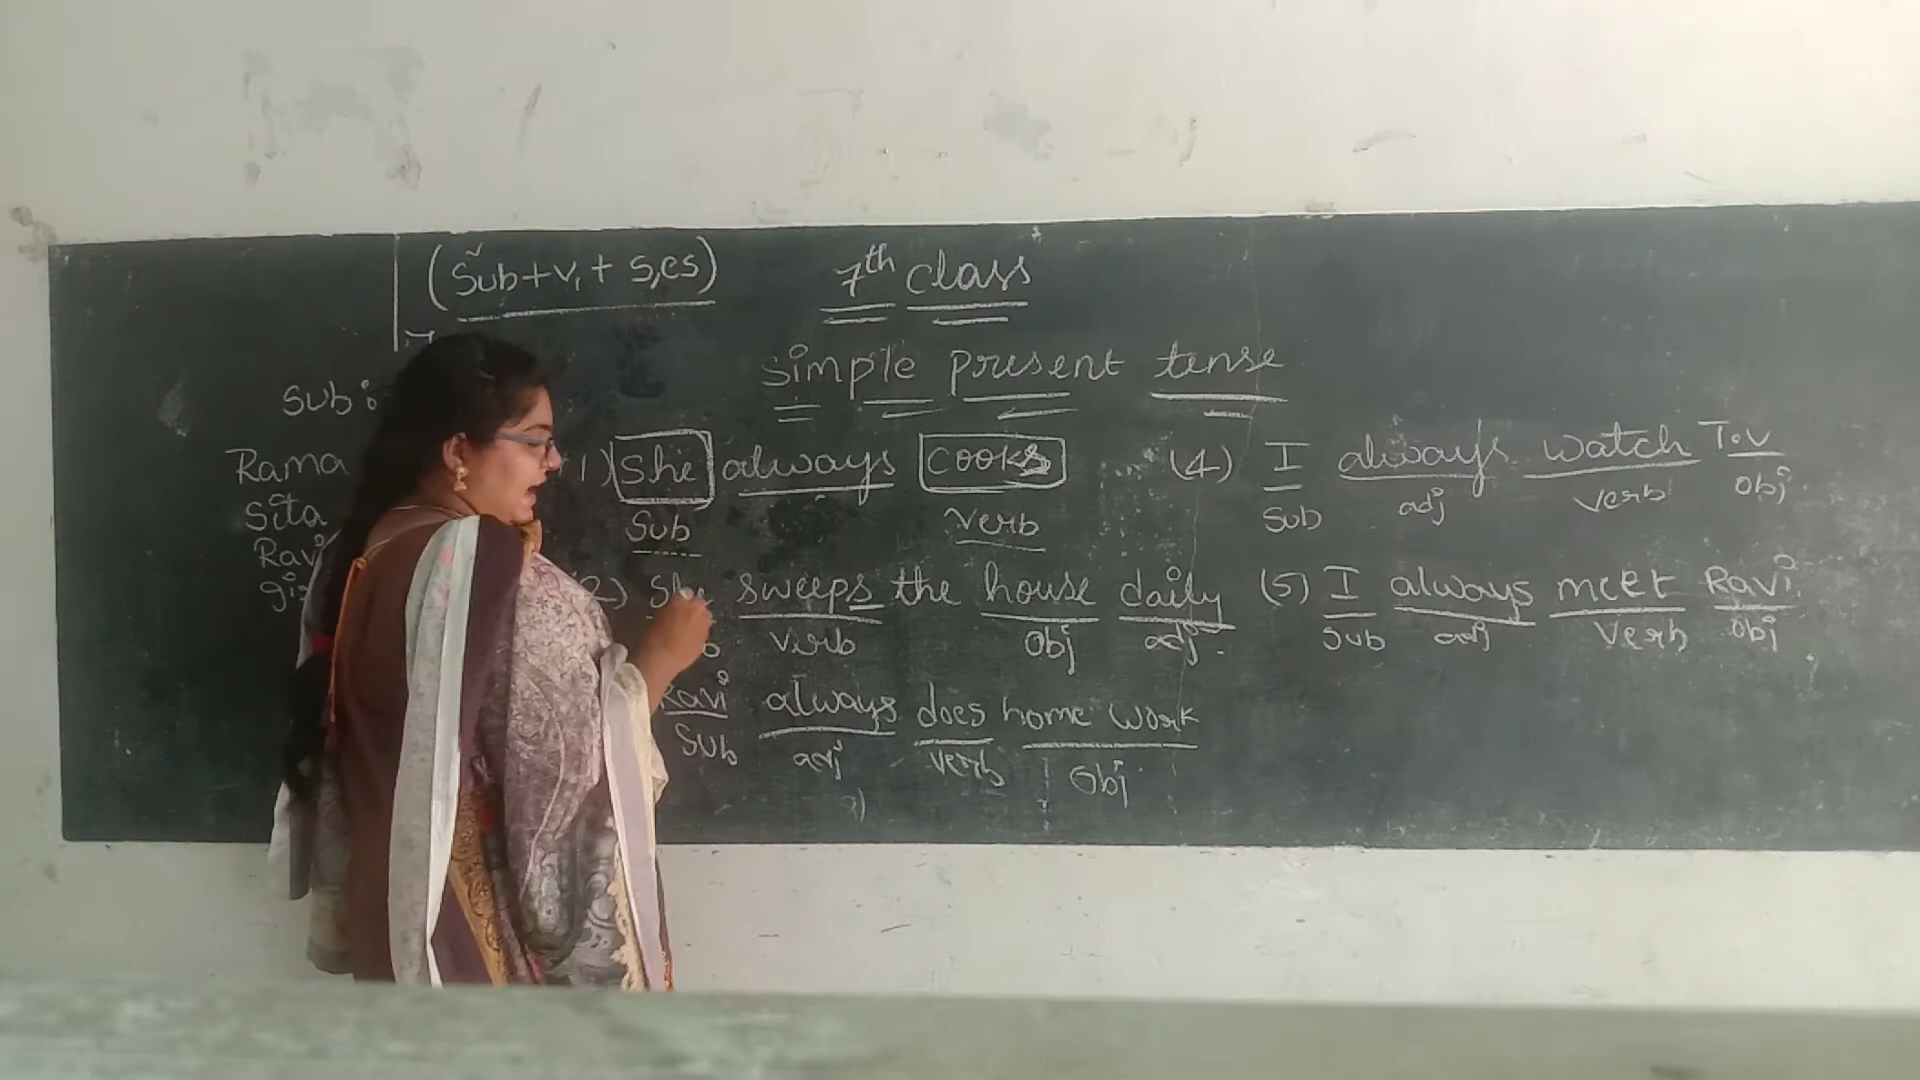 (Sub+V1 + s,es)
7th class
simple present tense
Sub:
Rama
Sita
Ravi
1) She always cooks
Sub verb
2) She sweeps the house daily
verb obj adj.
Ravi always does home work
Sub adj verb obj
(4) I always watch T.V
Sub adj verb obj
(5) I always meet Ravi.
Sub adj verb obj